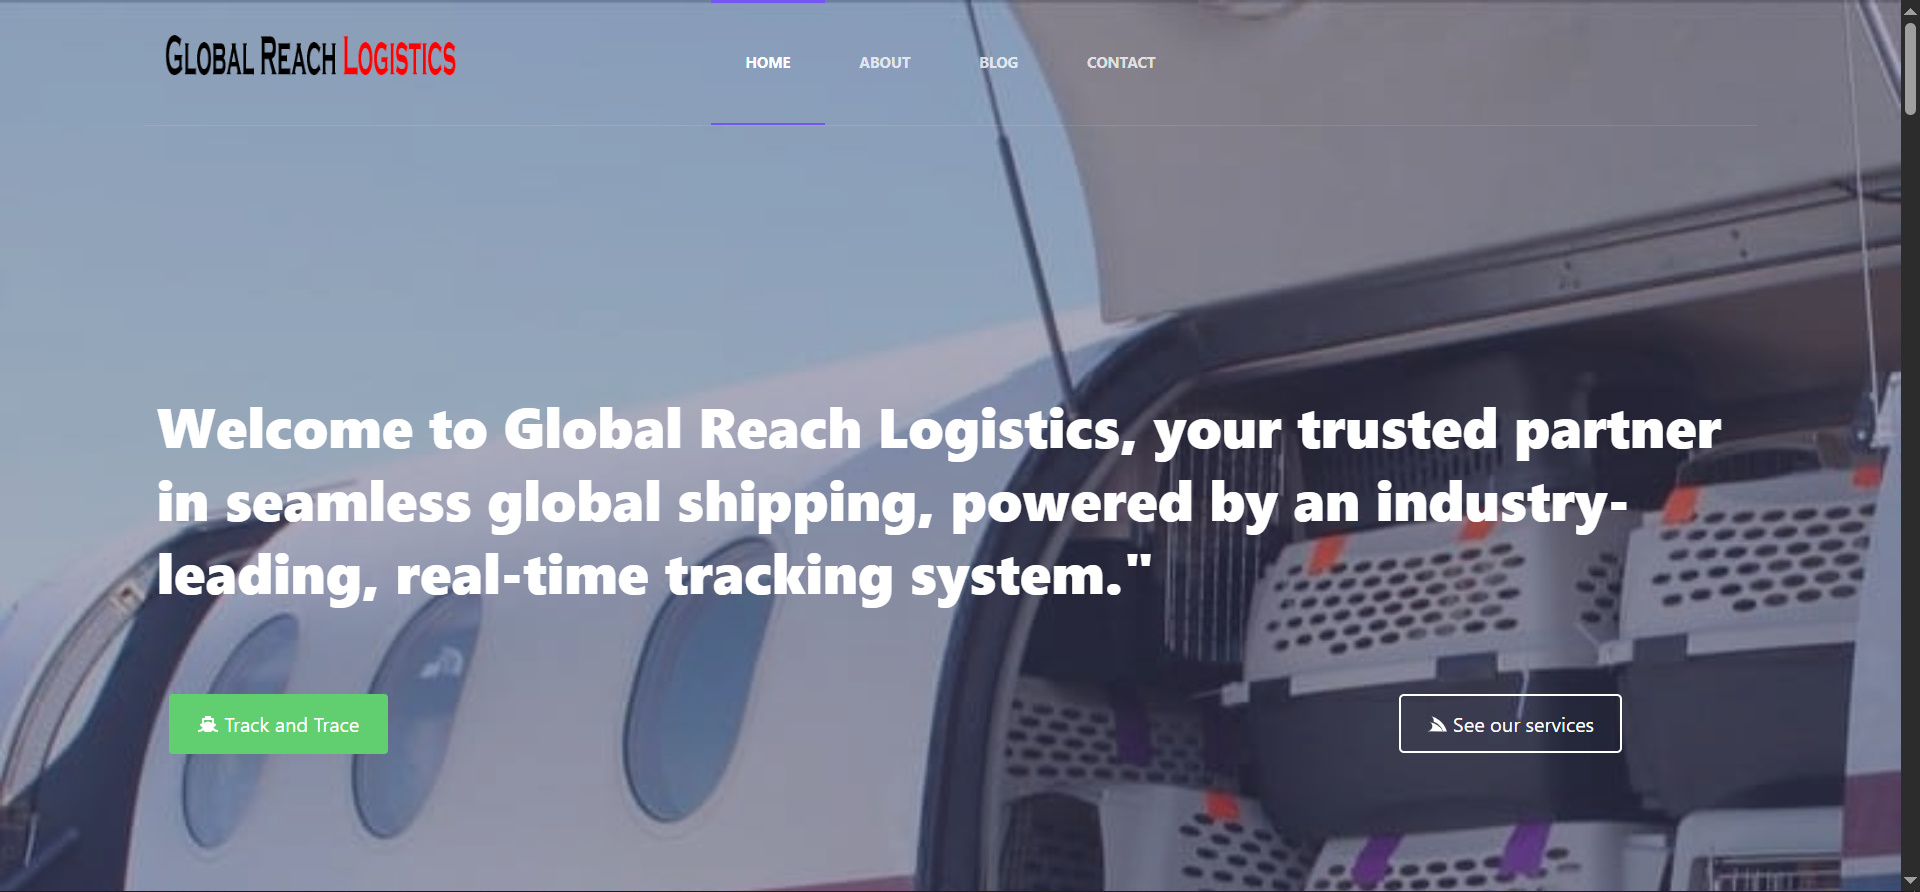 GLOBAL REACH LOGISTICS
HOME ABOUT BLOG CONTACT
Welcome to Global Reach Logistics, your trusted partner
in seamless global shipping, powered by an industry-
leading, real-time tracking system."
Track and Trace
See our services